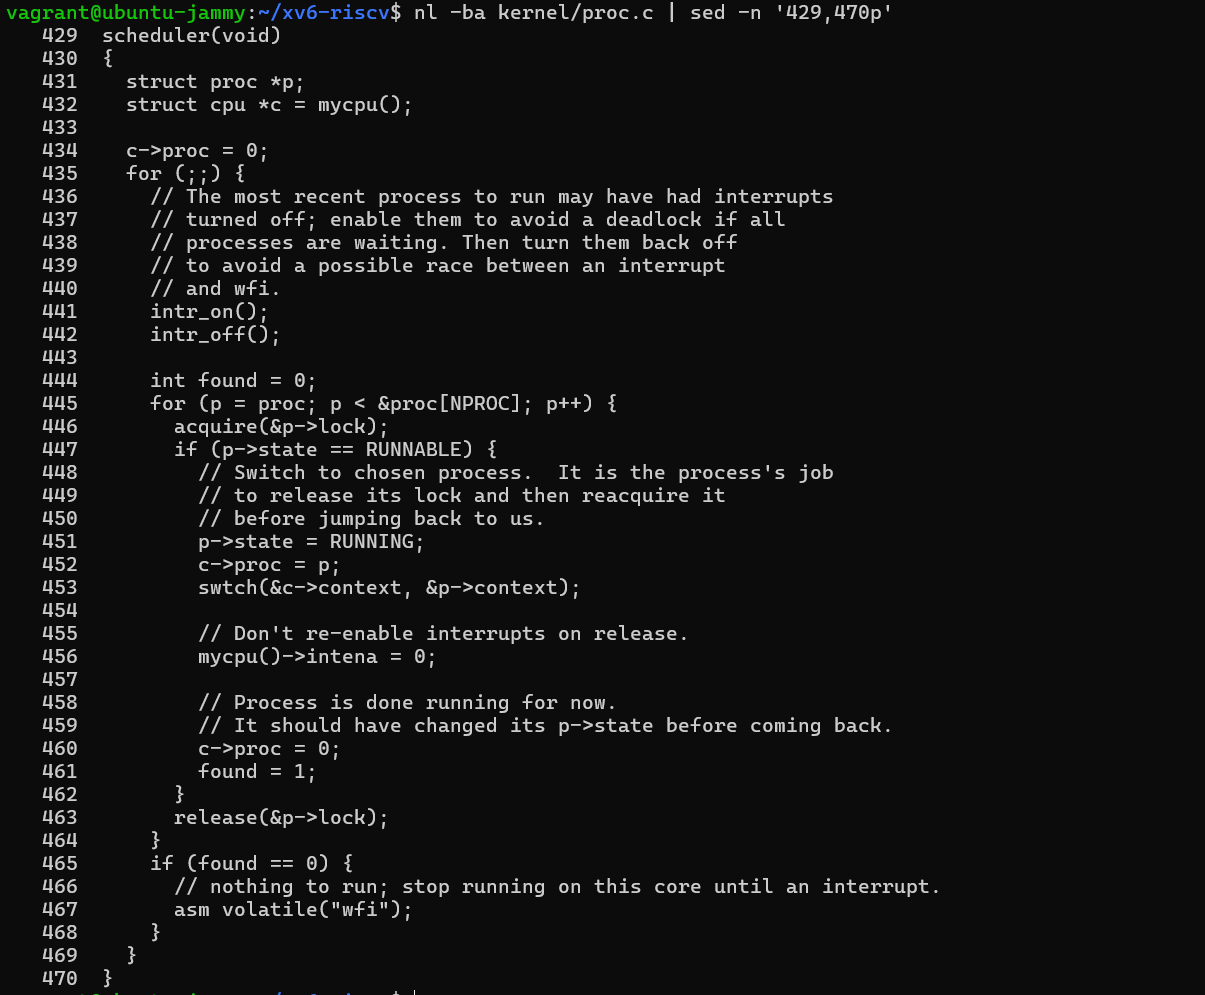 vagrant@ubuntu-jammy:~/xv6-riscv$ nl -ba kernel/proc.c | sed -n '429,470p'
   429  scheduler(void)
   430  {
   431    struct proc *p;
   432    struct cpu *c = mycpu();
   433
   434    c->proc = 0;
   435    for (;;) {
   436      // The most recent process to run may have had interrupts
   437      // turned off; enable them to avoid a deadlock if all
   438      // processes are waiting. Then turn them back off
   439      // to avoid a possible race between an interrupt
   440      // and wfi.
   441      intr_on();
   442      intr_off();
   443
   444      int found = 0;
   445      for (p = proc; p < &proc[NPROC]; p++) {
   446        acquire(&p->lock);
   447        if (p->state == RUNNABLE) {
   448          // Switch to chosen process.  It is the process's job
   449          // to release its lock and then reacquire it
   450          // before jumping back to us.
   451          p->state = RUNNING;
   452          c->proc = p;
   453          swtch(&c->context, &p->context);
   454
   455          // Don't re-enable interrupts on release.
   456          mycpu()->intena = 0;
   457
   458          // Process is done running for now.
   459          // It should have changed its p->state before coming back.
   460          c->proc = 0;
   461          found = 1;
   462        }
   463        release(&p->lock);
   464      }
   465      if (found == 0) {
   466        // nothing to run; stop running on this core until an interrupt.
   467        asm volatile("wfi");
   468      }
   469    }
   470  }